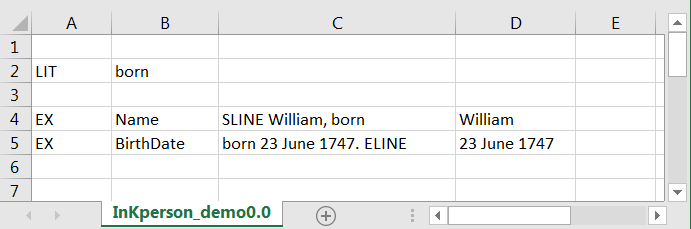 A B C D E
1
2 LIT born
3
4 EX Name SLINE William, born William
5 EX BirthDate born 23 June 1747. ELINE 23 June 1747
6
7
InKperson_demo0.0